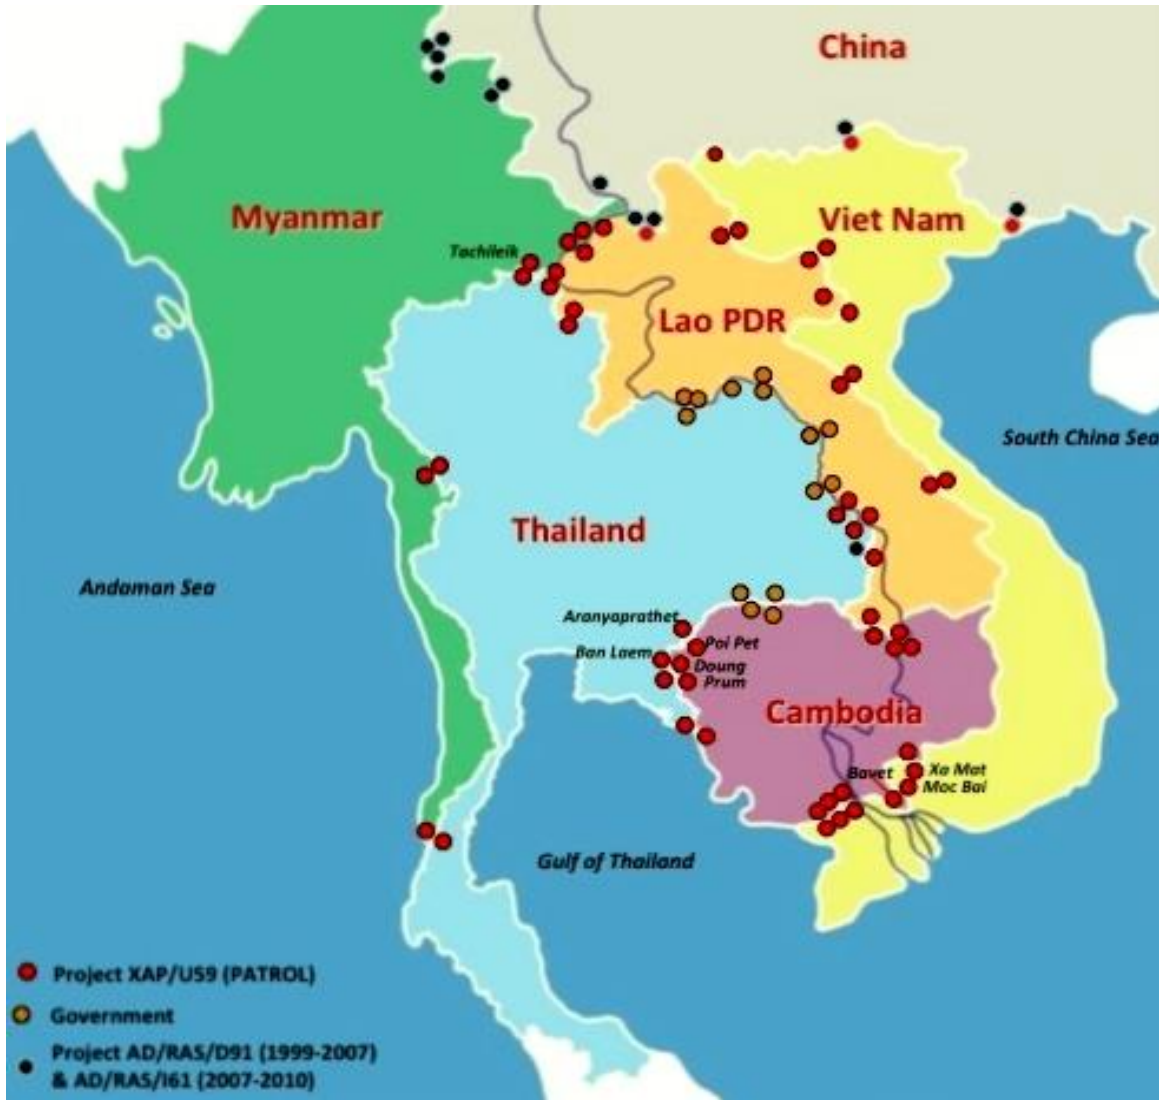 China
Myanmar
Viet Nam
Tachileik
Lao PDR
South China Sea
Thailand
Andaman Sea
Aranyaprathet
Poi Pet
Ban Laem
Doung
Prum
Cambodia
Bavet
Xa Mat
Moc Bai
Gulf of Thailand
Project XAP/U59 (PATROL)
Government
Project AD/RAS/D91 (1999-2007)
& AD/RAS/I61 (2007-2010)